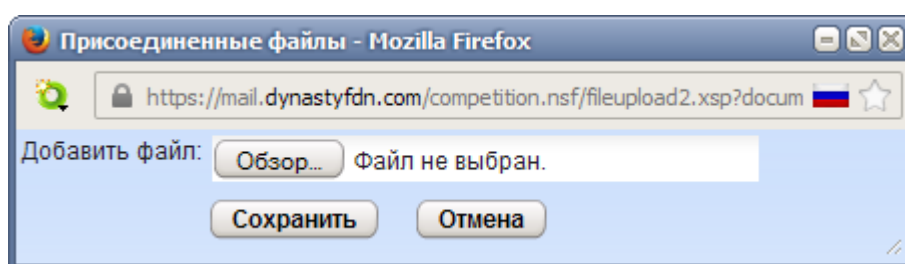 Присоединенные файлы - Mozilla Firefox
https://mail.dynastyfdn.com/competition.nsf/fileupload2.xsp?docum
Добавить файл: Обзор... Файл не выбран.
Сохранить Отмена